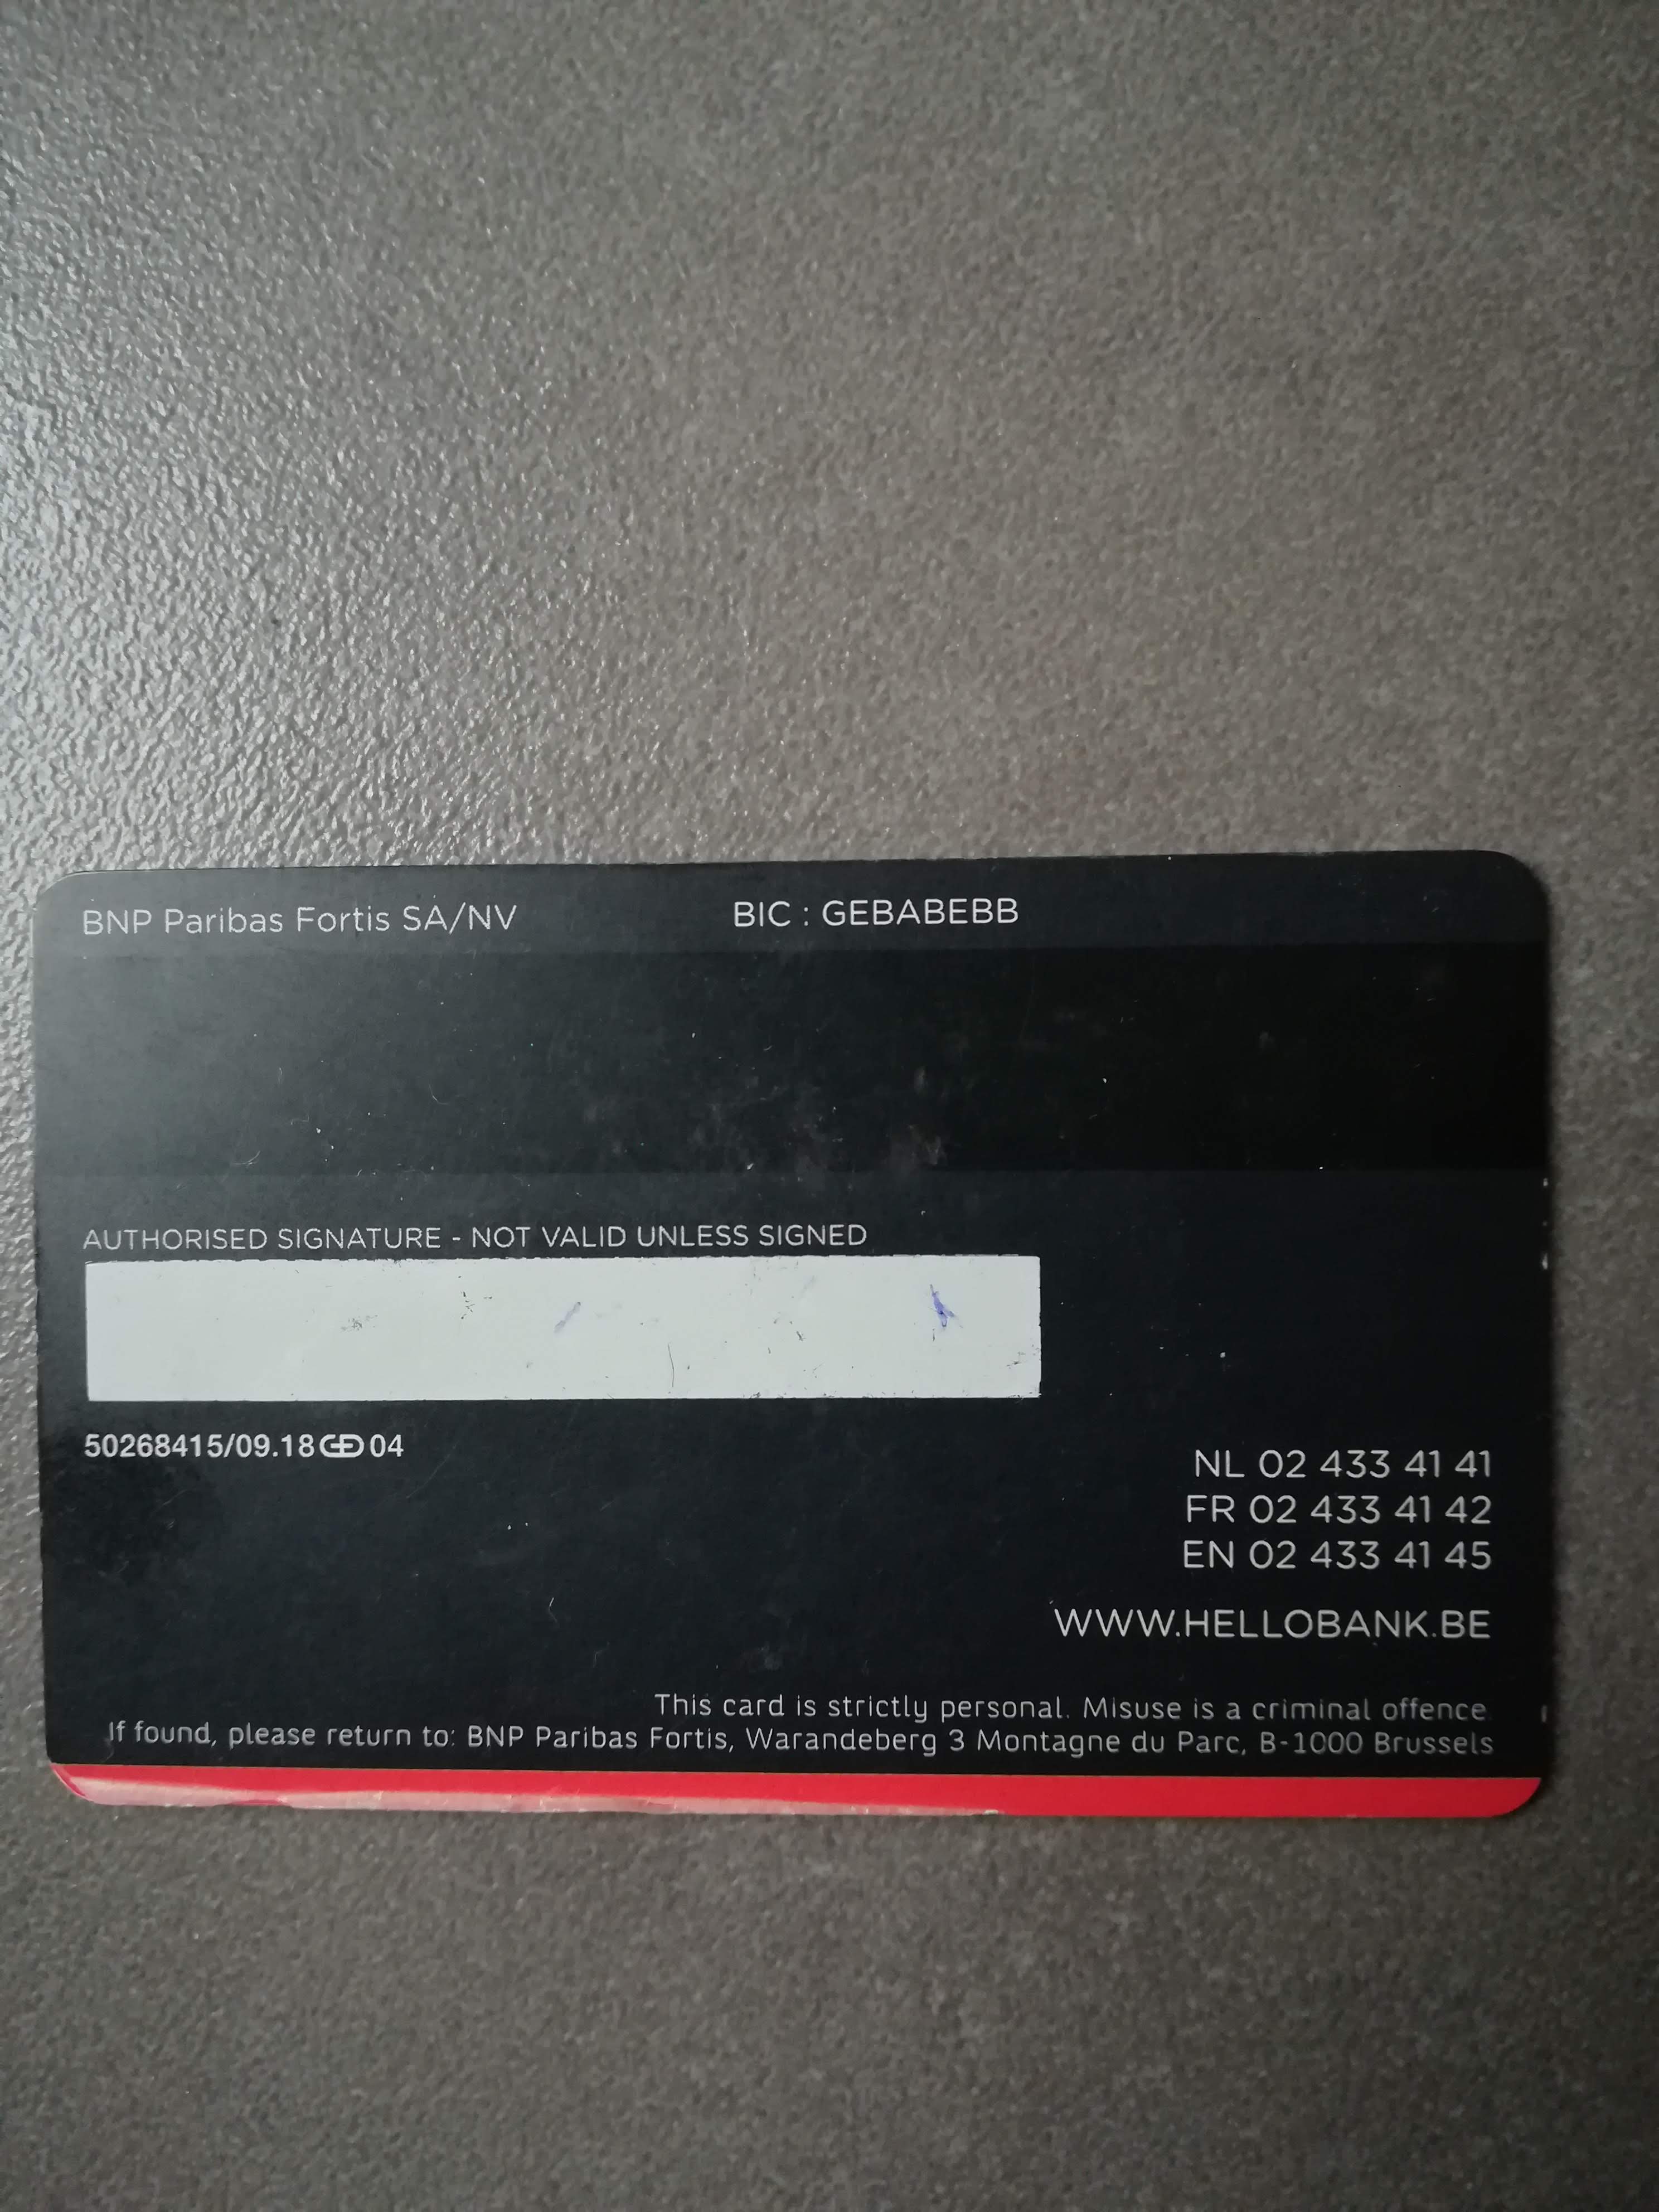 BNP Paribas Fortis SA/NV BIC : GEBABEBB
AUTHORISED SIGNATURE - NOT VALID UNLESS SIGNED
50268415/09.18 04
NL 02 433 41 41
FR 02 433 41 42
EN 02 433 41 45
WWW.HELLOBANK.BE
This card is strictly personal. Misuse is a criminal offence.
If found, please return to: BNP Paribas Fortis, Warandeberg 3 Montagne du Parc, B-1000 Brussels